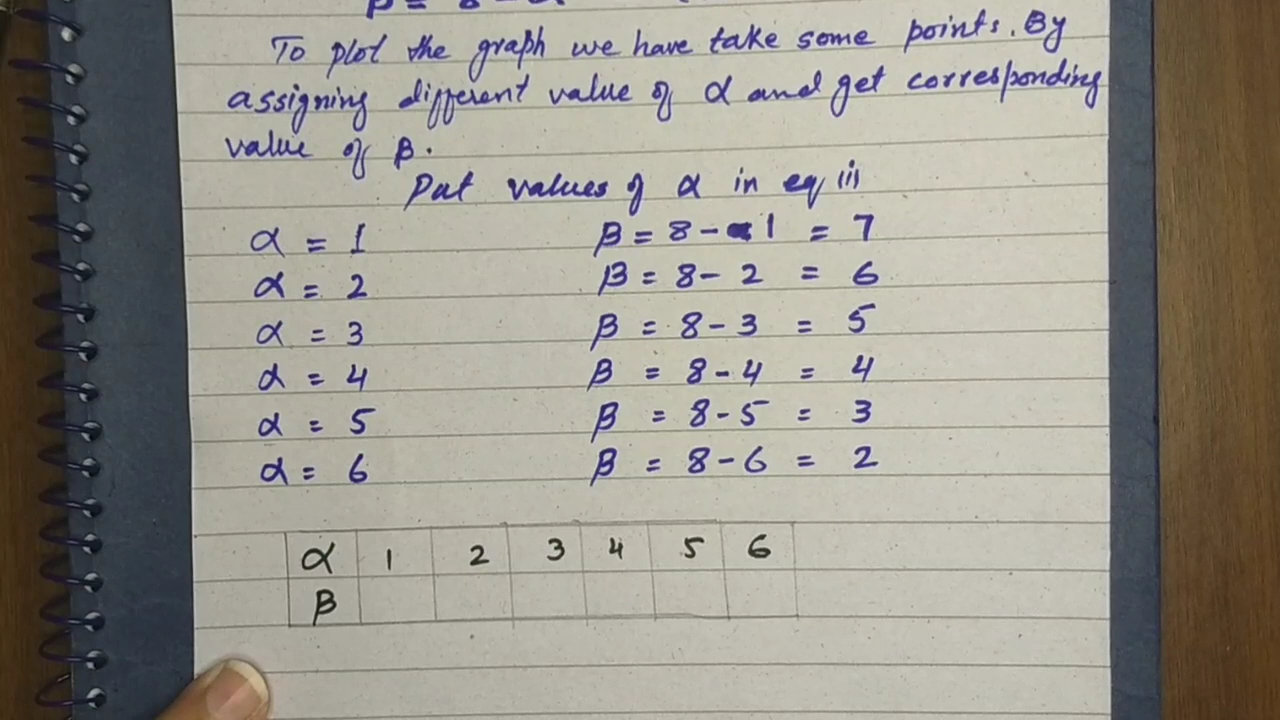 To plot the graph we have take some points. By
assigning different value of α and get corresponding
value of β.
Put values of α in eq (i)
α = 1 β = 8 - 1 = 7
α = 2 β = 8 - 2 = 6
α = 3 β = 8 - 3 = 5
α = 4 β = 8 - 4 = 4
α = 5 β = 8 - 5 = 3
α = 6 β = 8 - 6 = 2
α 1 2 3 4 5 6
β